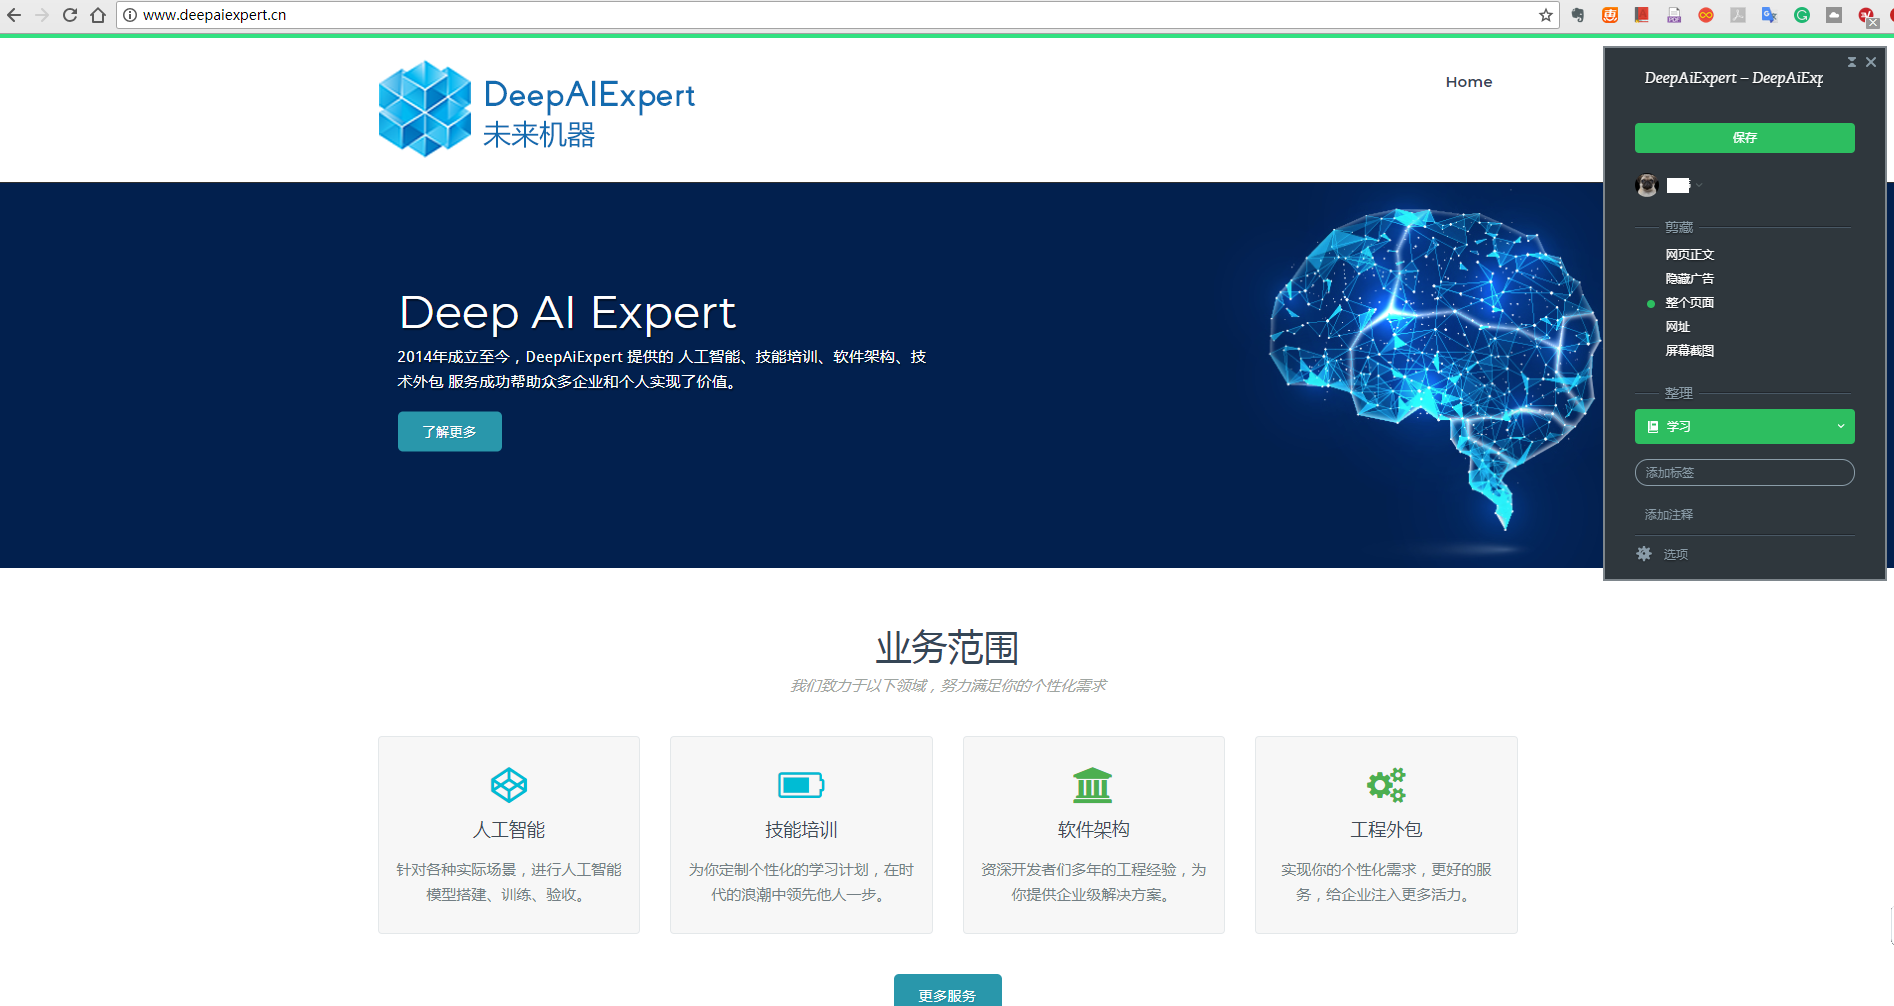 www.deepaiexpert.cn
DeepAIExpert
未来机器
Home
Deep AI Expert
2014年成立至今，DeepAiExpert 提供的 人工智能、技能培训、软件架构、技
术外包 服务成功帮助众多企业和个人实现了价值。
了解更多
DeepAiExpert – DeepAiExp
保存
剪藏
网页正文
隐藏广告
整个页面
网址
屏幕截图
整理
学习
添加标签
添加注释
选项
业务范围
我们致力于以下领域，努力满足你的个性化需求
人工智能
针对各种实际场景，进行人工智能
模型搭建、训练、验收。
技能培训
为你定制个性化的学习计划，在时
代的浪潮中领先他人一步。
软件架构
资深开发者们多年的工程经验，为
你提供企业级解决方案。
工程外包
实现你的个性化需求，更好的服
务，给企业注入更多活力。
更多服务